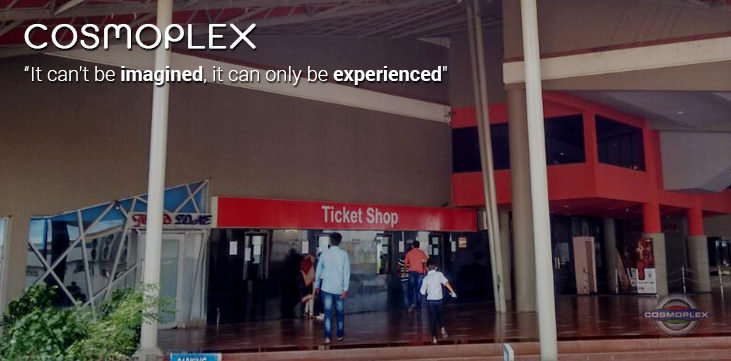 COSMOPLEX
“It can't be imagined, it can only be experienced"
Ticket Shop
COSMOPLEX